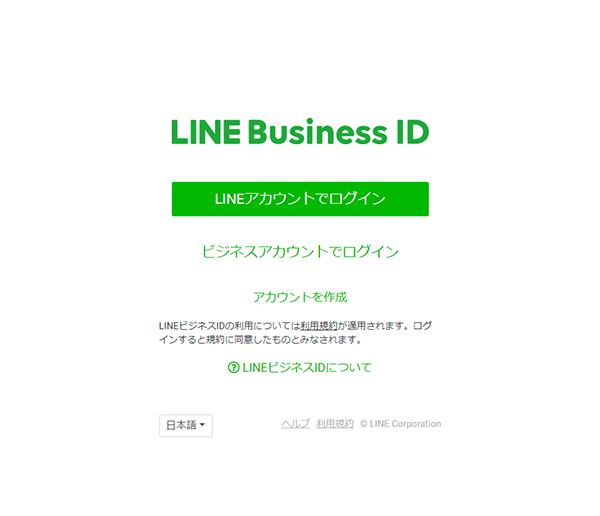 LINE Business ID
LINEアカウントでログイン
ビジネスアカウントでログイン
アカウントを作成
LINEビジネスIDの利用については利用規約が適用されます。ログ
インすると規約に同意したものとみなされます。
LINEビジネスIDについて
日本語
ヘルプ 利用規約 © LINE Corporation